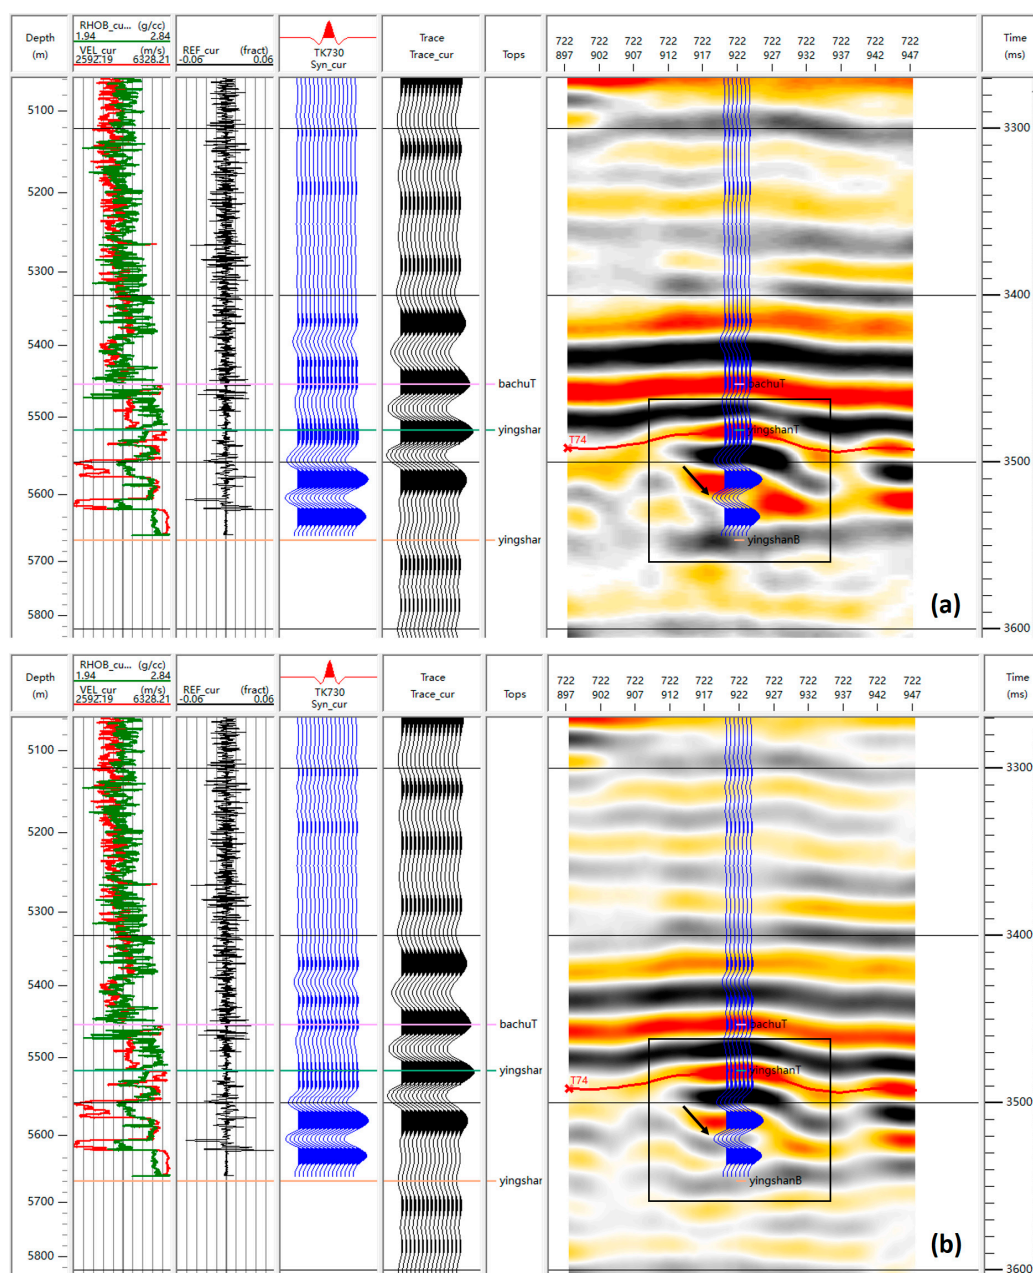 Depth
(m)
RHOB_cu... (g/cc)
1.94 2.84
VEL_cur (m/s)
2592.19 6328.21
REF_cur (fract)
-0.06 0.06
TK730
Syn_cur
Trace
Trace_cur
Tops
722 722 722 722 722 722 722 722 722 722 722
897 902 907 912 917 922 927 932 937 942 947
Time
(ms)
5100
5200
5300
5400
5500
5600
5700
5800
bachuT
yingshan
yingshan
bachuT
yingshanT
T74
yingshanB
3300
3400
3500
3600
(a)
Depth
(m)
RHOB_cu... (g/cc)
1.94 2.84
VEL_cur (m/s)
2592.19 6328.21
REF_cur (fract)
-0.06 0.06
TK730
Syn_cur
Trace
Trace_cur
Tops
722 722 722 722 722 722 722 722 722 722 722
897 902 907 912 917 922 927 932 937 942 947
Time
(ms)
5100
5200
5300
5400
5500
5600
5700
5800
bachuT
yingshan
yingshan
bachuT
yingshanT
T74
yingshanB
3300
3400
3500
3600
(b)